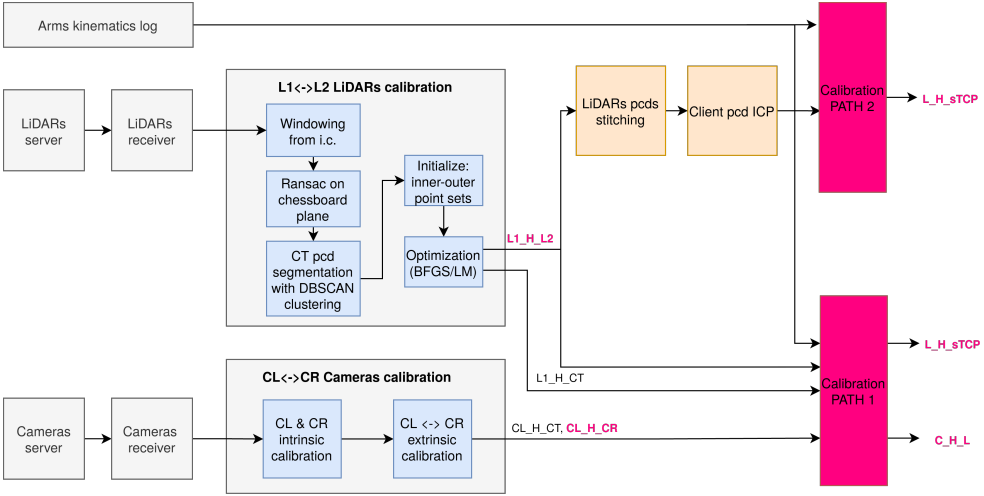 Arms kinematics log
LiDARs
server
LiDARs
receiver
L1<->L2 LiDARs calibration
Windowing
from i.c.
Ransac on
chessboard
plane
CT pcd
segmentation
with DBSCAN
clustering
Initialize:
inner-outer
point sets
Optimization
(BFGS/LM)
L1_H_L2
L1_H_CT
LiDARs pcds
stitching
Client pcd ICP
Calibration
PATH 2
L_H_sTCP
Cameras
server
Cameras
receiver
CL<->CR Cameras calibration
CL & CR
intrinsic
calibration
CL <-> CR
extrinsic
calibration
CL_H_CT, CL_H_CR
Calibration
PATH 1
L_H_sTCP
C_H_L